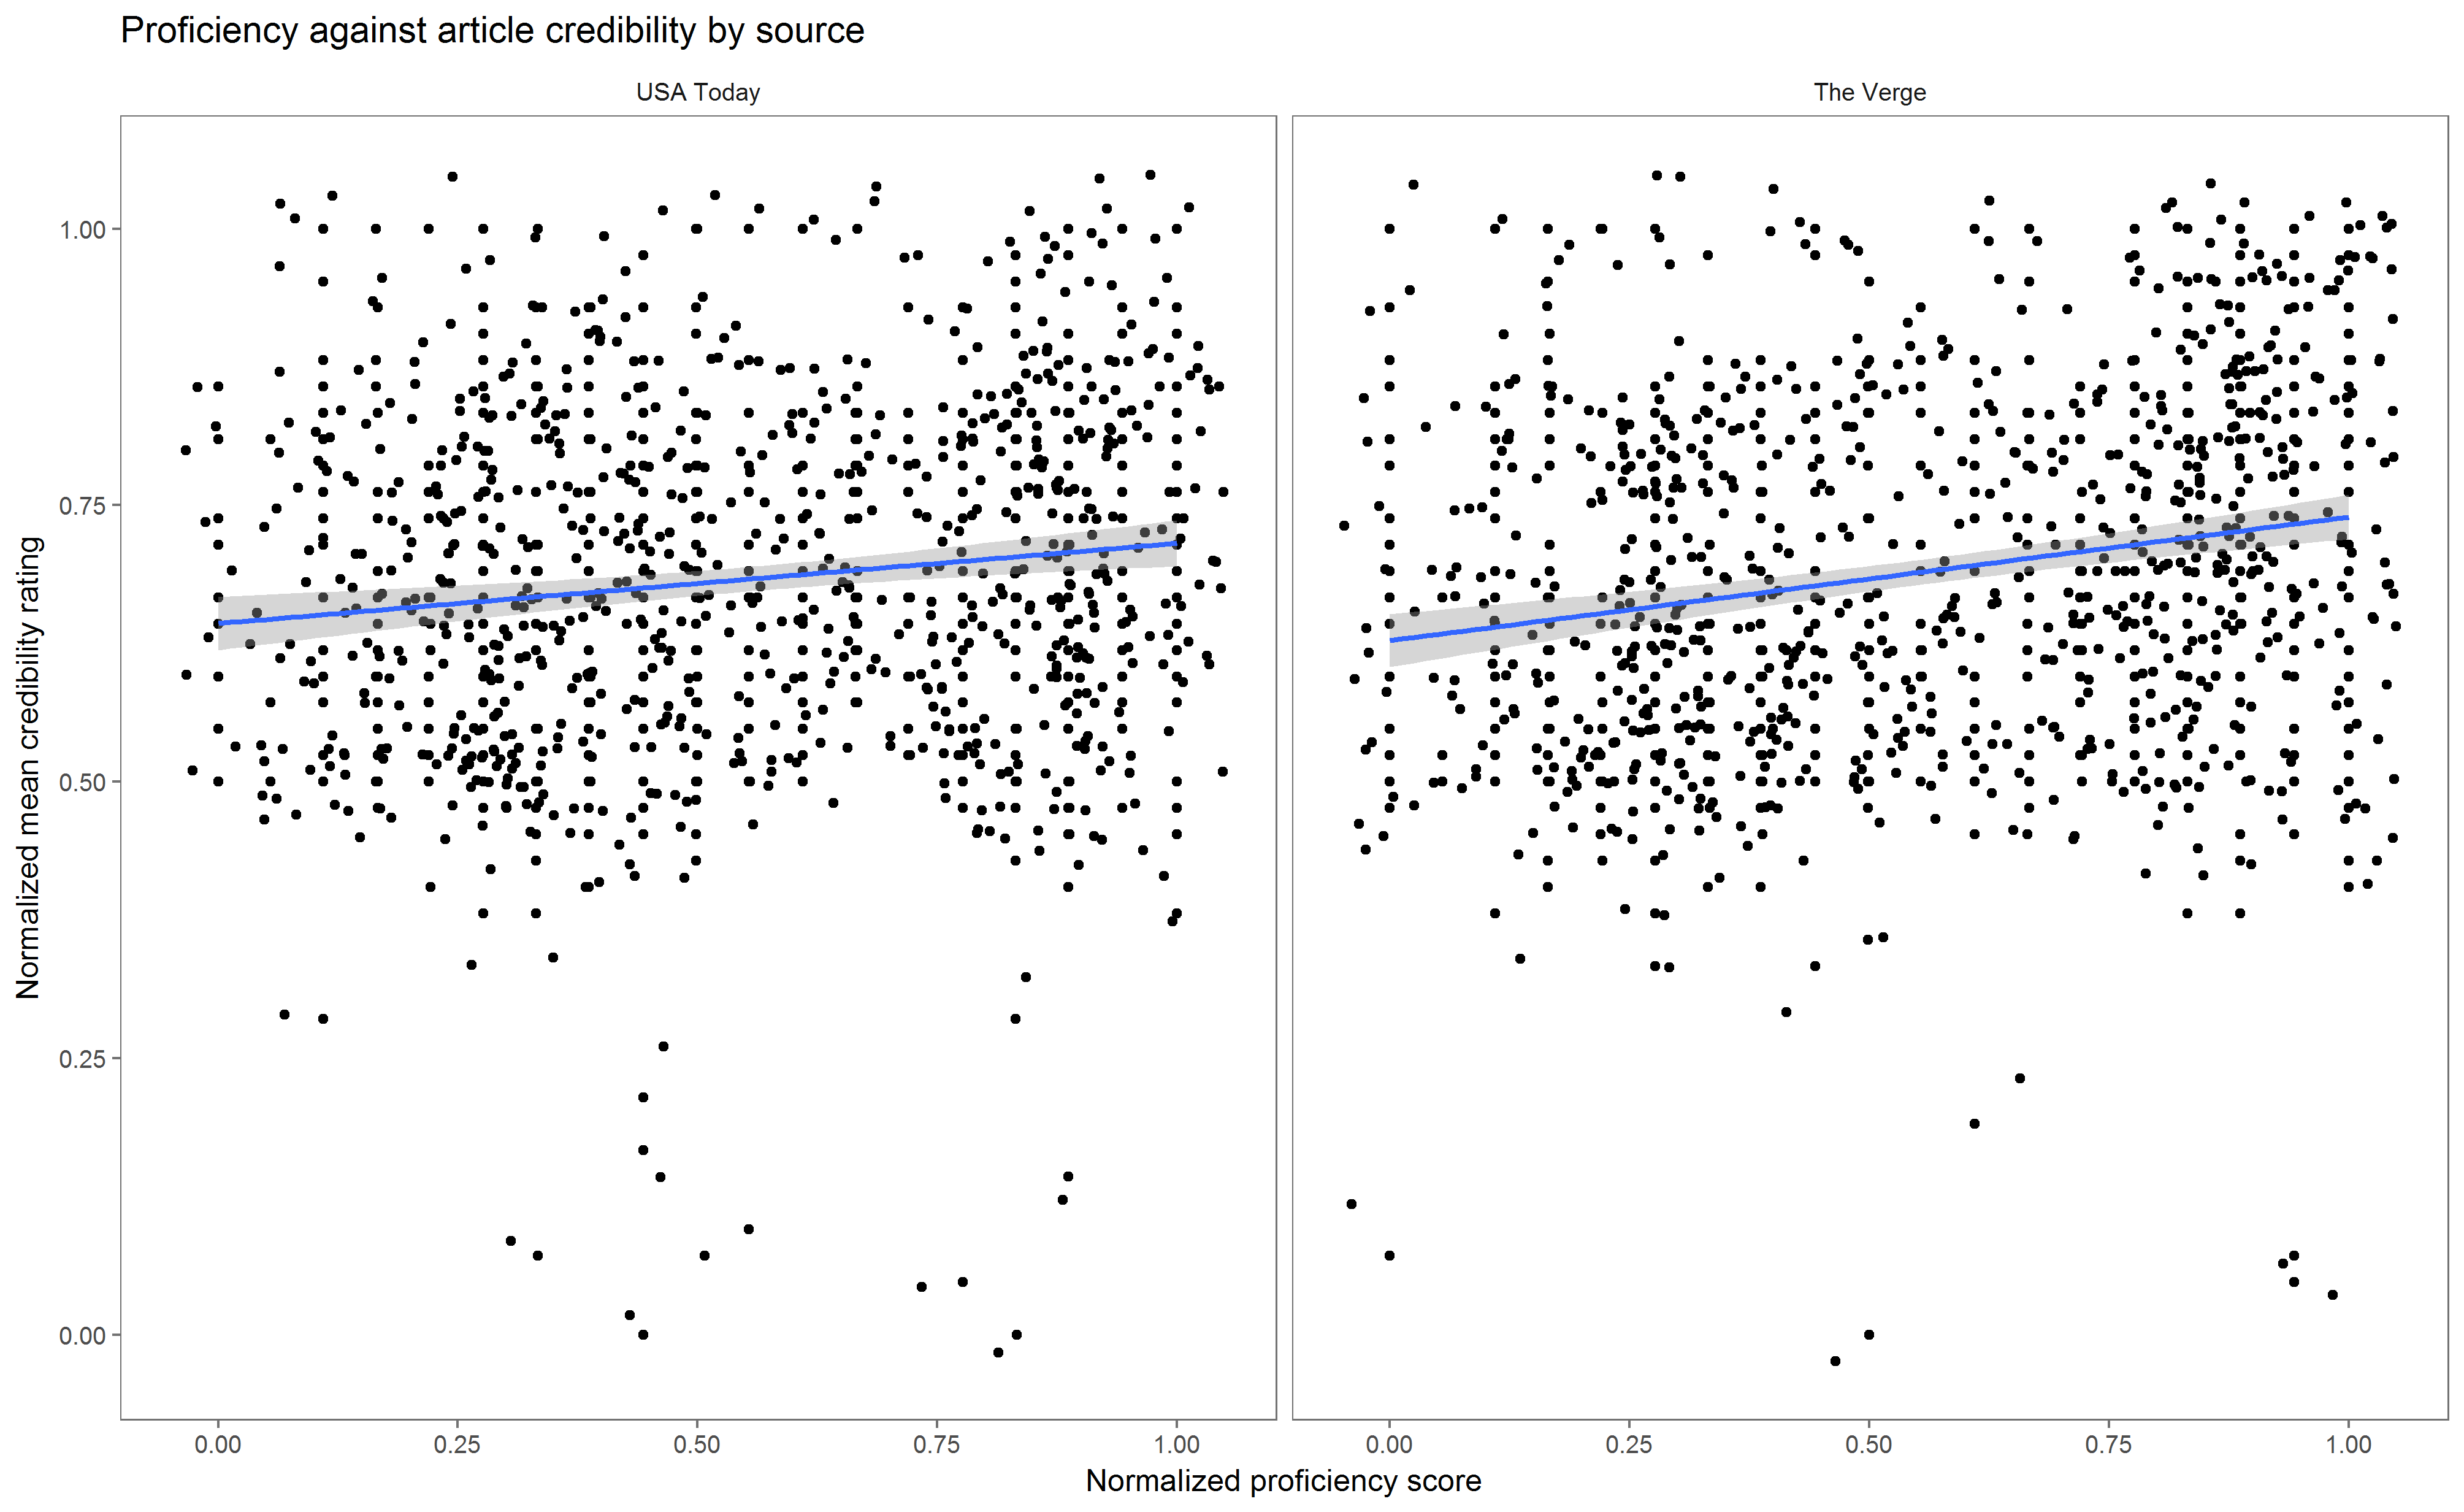 Proficiency against article credibility by source
USA Today
The Verge
Normalized mean credibility rating
1.00
0.75
0.50
0.25
0.00
0.00 0.25 0.50 0.75 1.00
0.00 0.25 0.50 0.75 1.00
Normalized proficiency score